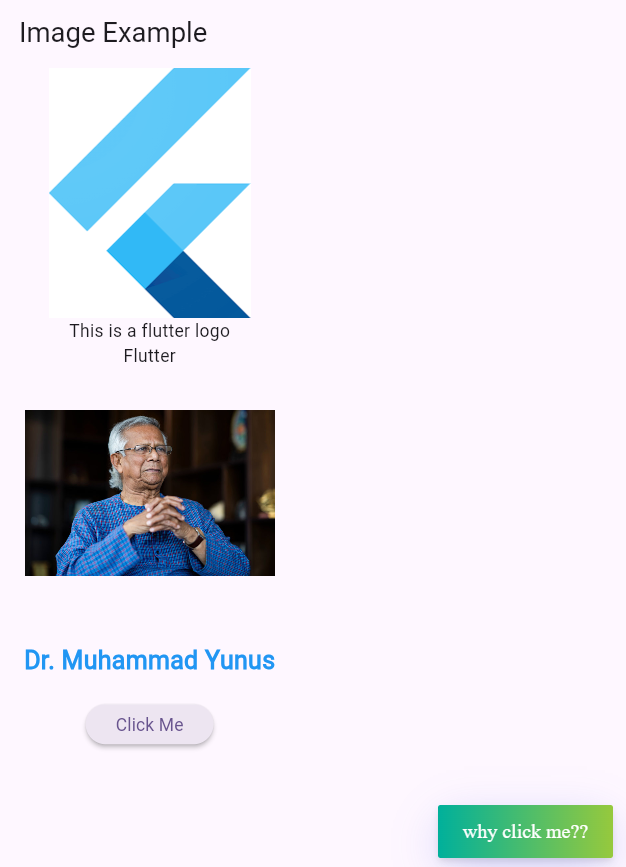 Image Example
This is a flutter logo
Flutter
Dr. Muhammad Yunus
Click Me
why click me??